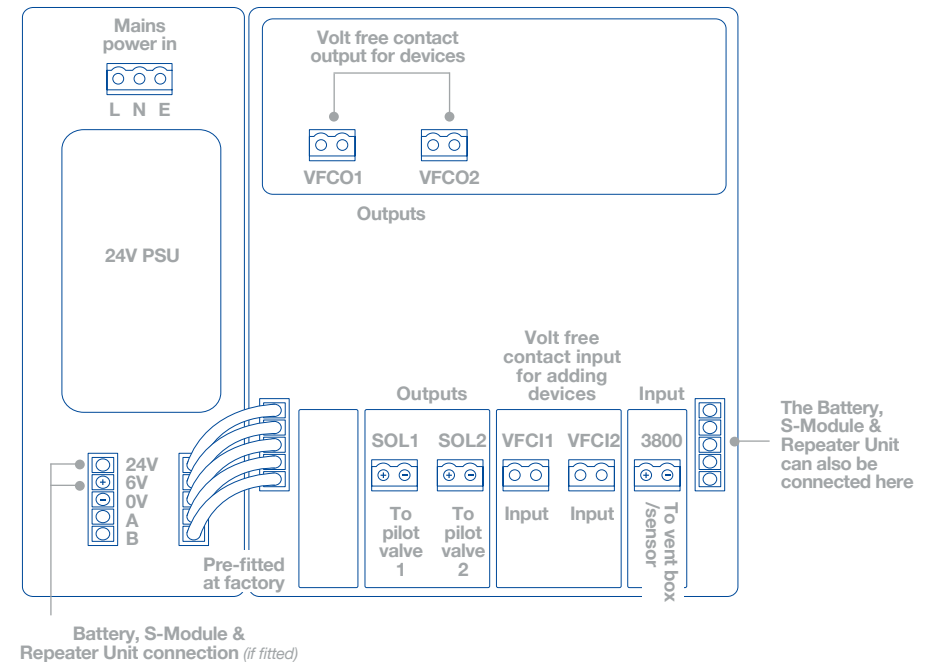 Mains
power in
L N E
24V PSU
24V
6V
0V
A
B
Pre-fitted
at factory
Battery, S-Module &
Repeater Unit connection (if fitted)
Volt free contact
output for devices
VFCO1
VFCO2
Outputs
Outputs
SOL1
SOL2
To
pilot
valve
1
To
pilot
valve
2
Volt free
contact input
for adding
devices
VFCI1
VFCI2
Input
Input
Input
3800
To vent box
/sensor
The Battery,
S-Module &
Repeater Unit
can also be
connected here